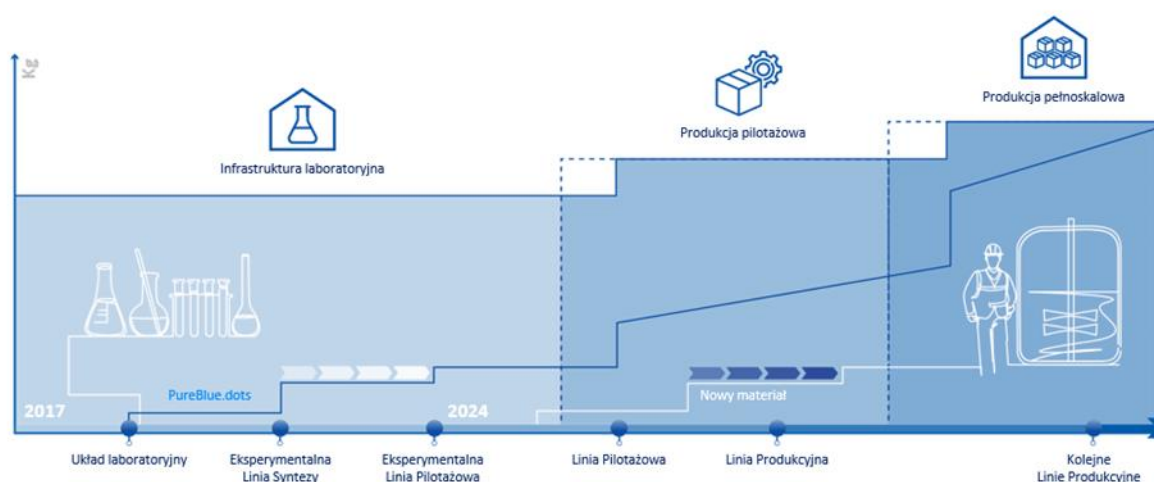 Kg
Infrastruktura laboratoryjna
Produkcja pilotażowa
Produkcja pełnoskalowa
PureBlue.dots
Nowy materiał
2017
2024
Układ laboratoryjny
Eksperymentalna
Linia Syntezy
Eksperymentalna
Linia Pilotażowa
Linia Pilotażowa
Linia Produkcyjna
Kolejne
Linie Produkcyjne